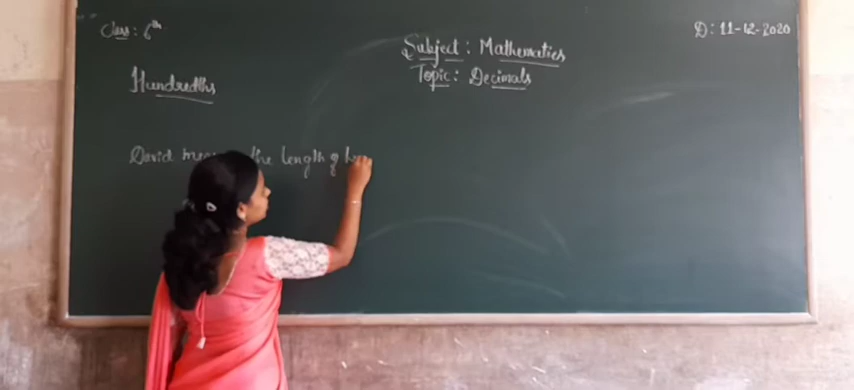 Class : 6th
Subject : Mathematics
D : 11-12-2020
Topic : Decimals
Hundredths
David the length of